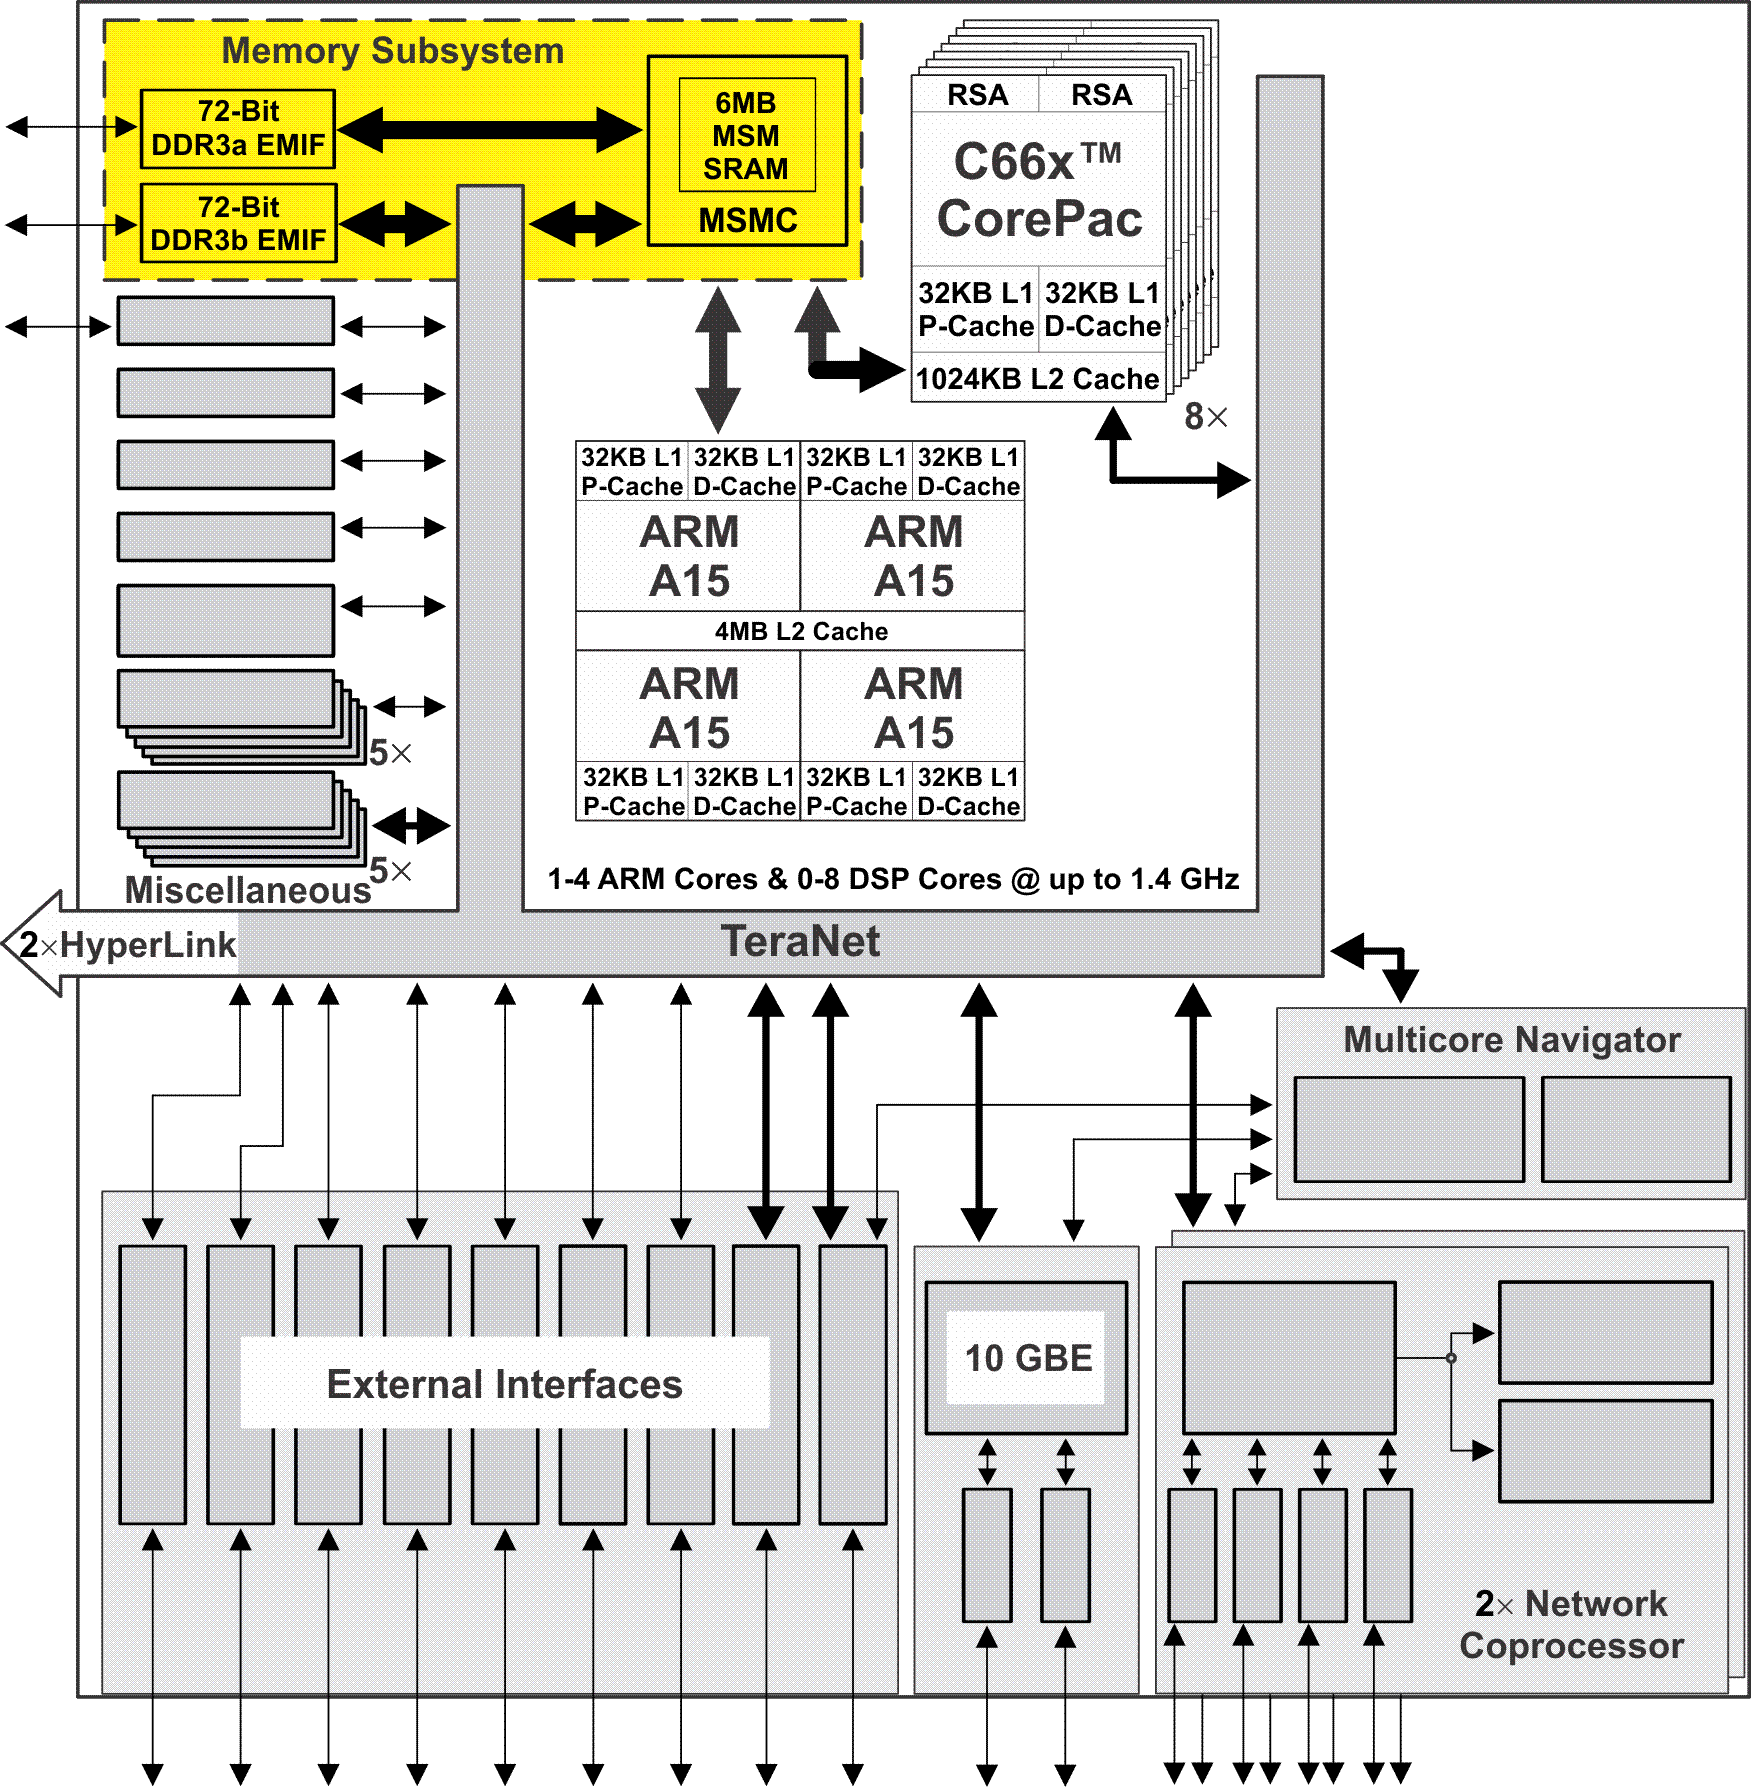 Memory Subsystem
72-Bit
DDR3a EMIF
72-Bit
DDR3b EMIF
6MB
MSM
SRAM
MSMC
RSA RSA
C66x™
CorePac
32KB L1 32KB L1
P-Cache D-Cache
1024KB L2 Cache
8×
32KB L1 32KB L1 32KB L1 32KB L1
P-Cache D-Cache P-Cache D-Cache
ARM ARM
A15 A15
4MB L2 Cache
ARM ARM
A15 A15
32KB L1 32KB L1 32KB L1 32KB L1
P-Cache D-Cache P-Cache D-Cache
5×
5×
Miscellaneous
1-4 ARM Cores & 0-8 DSP Cores @ up to 1.4 GHz
2×HyperLink
TeraNet
Multicore Navigator
External Interfaces
10 GBE
2× Network
Coprocessor